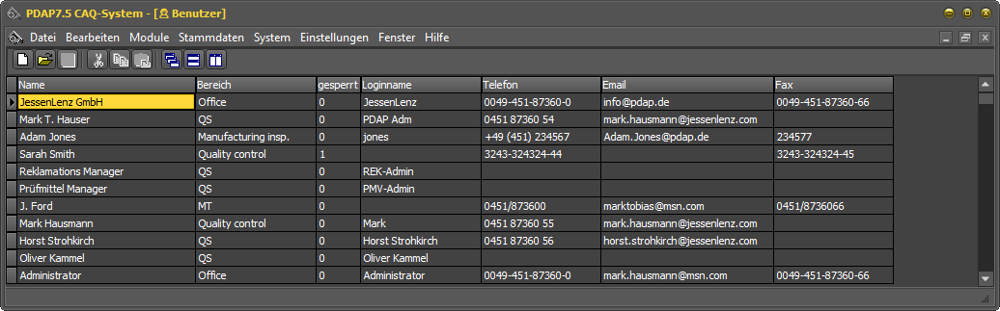 PDAP7.5 CAQ-System - [Benutzer]
Datei Bearbeiten Module Stammdaten System Einstellungen Fenster Hilfe
Name Bereich gesperrt Loginname Telefon Email Fax
JessenLenz GmbH Office 0 JessenLenz 0049-451-87360-0 info@pdap.de 0049-451-87360-66
Mark T. Hauser QS 0 PDAP Adm 0451 87360 54 mark.hausmann@jessenlenz.com
Adam Jones Manufacturing insp. 0 jones +49 (451) 234567 Adam.Jones@pdap.de 234577
Sarah Smith Quality control 1 3243-324324-44 3243-324324-45
Reklamations Manager QS 0 REK-Admin
Prüfmittel Manager QS 0 PMV-Admin
J. Ford MT 0 0451/873600 marktobias@msn.com 0451/8736066
Mark Hausmann Quality control 0 Mark 0451 87360 55 mark.hausmann@jessenlenz.com
Horst Strohkirch QS 0 Horst Strohkirch 0451 87360 56 horst.strohkirch@jessenlenz.com
Oliver Kammel QS 0 Oliver Kammel
Administrator Office 0 Administrator 0049-451-87360-0 mark.hausmann@msn.com 0049-451-87360-66